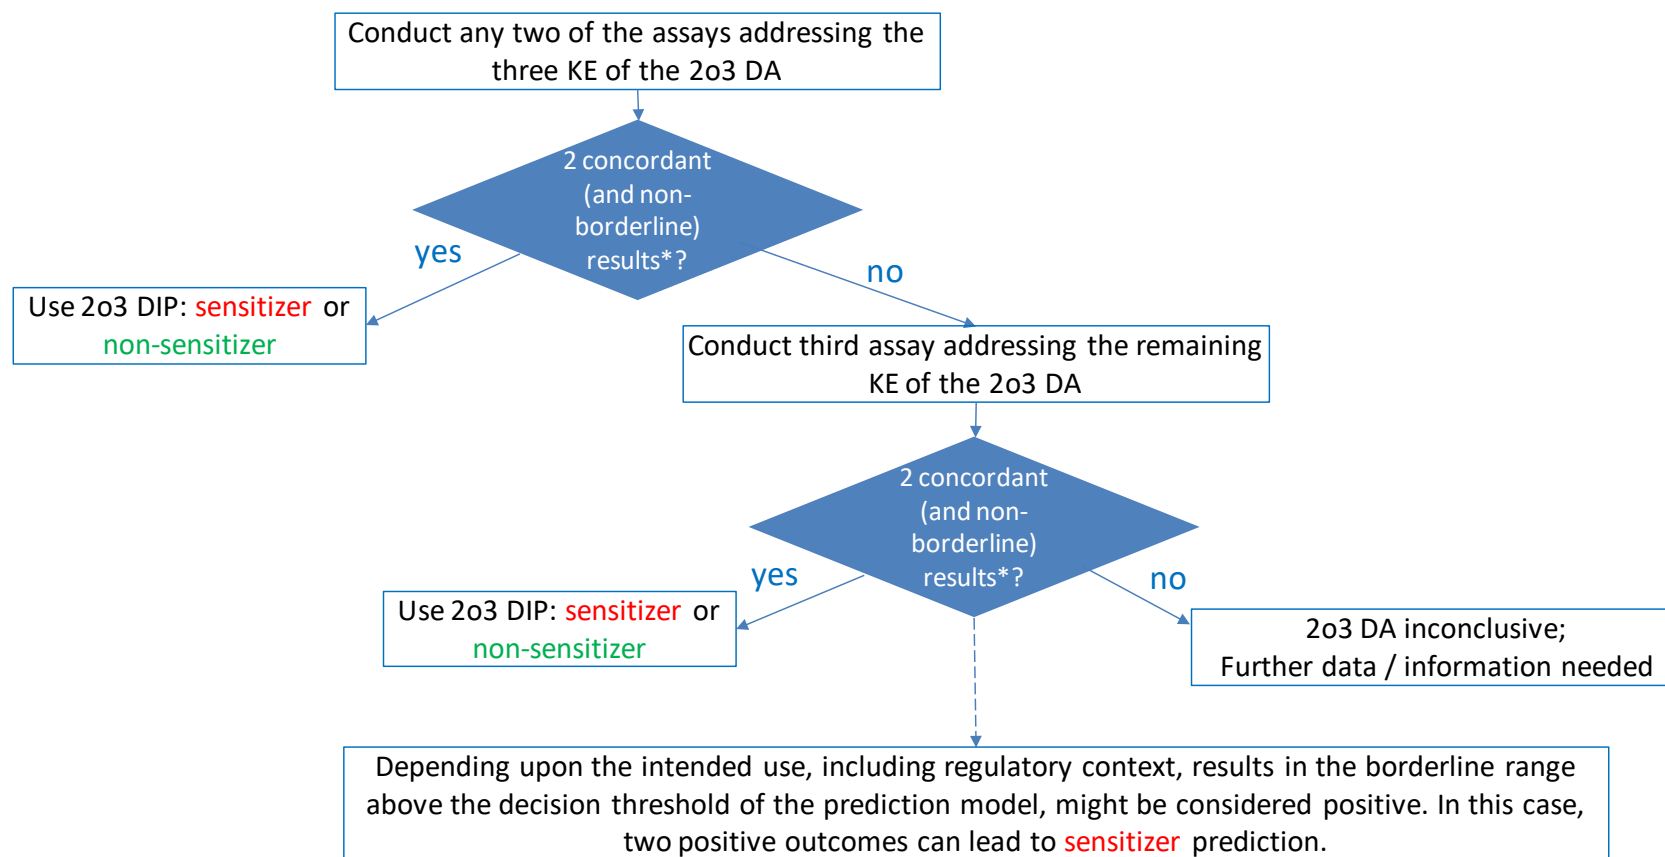 Conduct any two of the assays addressing the
three KE of the 2o3 DA
2 concordant
(and non-
borderline)
results*?
yes
no
Use 2o3 DIP: sensitizer or
non-sensitizer
Conduct third assay addressing the remaining
KE of the 2o3 DA
2 concordant
(and non-
borderline)
results*?
yes
no
Use 2o3 DIP: sensitizer or
non-sensitizer
2o3 DA inconclusive;
Further data / information needed
Depending upon the intended use, including regulatory context, results in the borderline range
above the decision threshold of the prediction model, might be considered positive. In this case,
two positive outcomes can lead to sensitizer prediction.